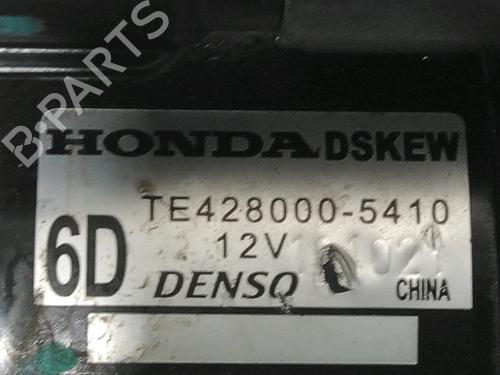 B-PARTS
HONDA DSKEW
TE428000-5410
6D 12V
DENSO CHINA